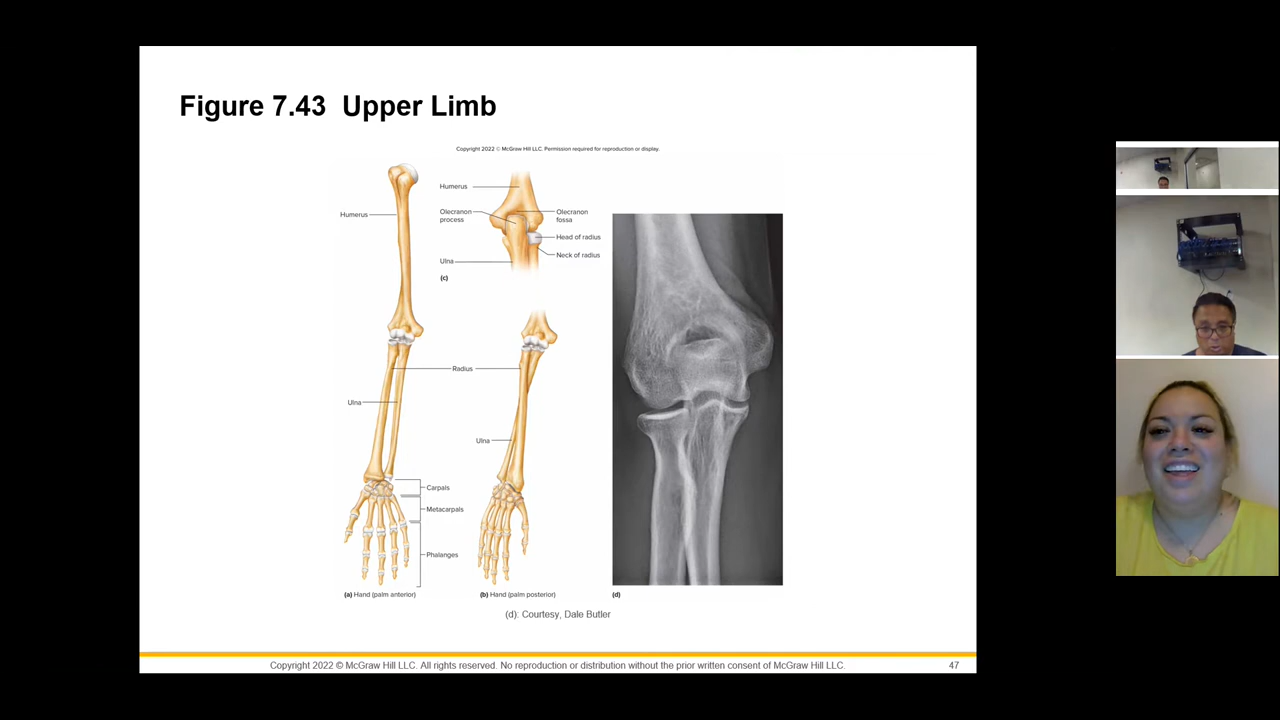 Figure 7.43 Upper Limb
Copyright 2022 © McGraw Hill LLC. Permission required for reproduction or display.
Humerus
Humerus
Olecranon
process
Olecranon
fossa
Head of radius
Neck of radius
Ulna
(c)
Radius
Ulna
Ulna
Carpals
Metacarpals
Phalanges
(a) Hand (palm anterior)
(b) Hand (palm posterior)
(d)
(d): Courtesy, Dale Butler
Copyright 2022 © McGraw Hill LLC. All rights reserved. No reproduction or distribution without the prior written consent of McGraw Hill LLC.
47